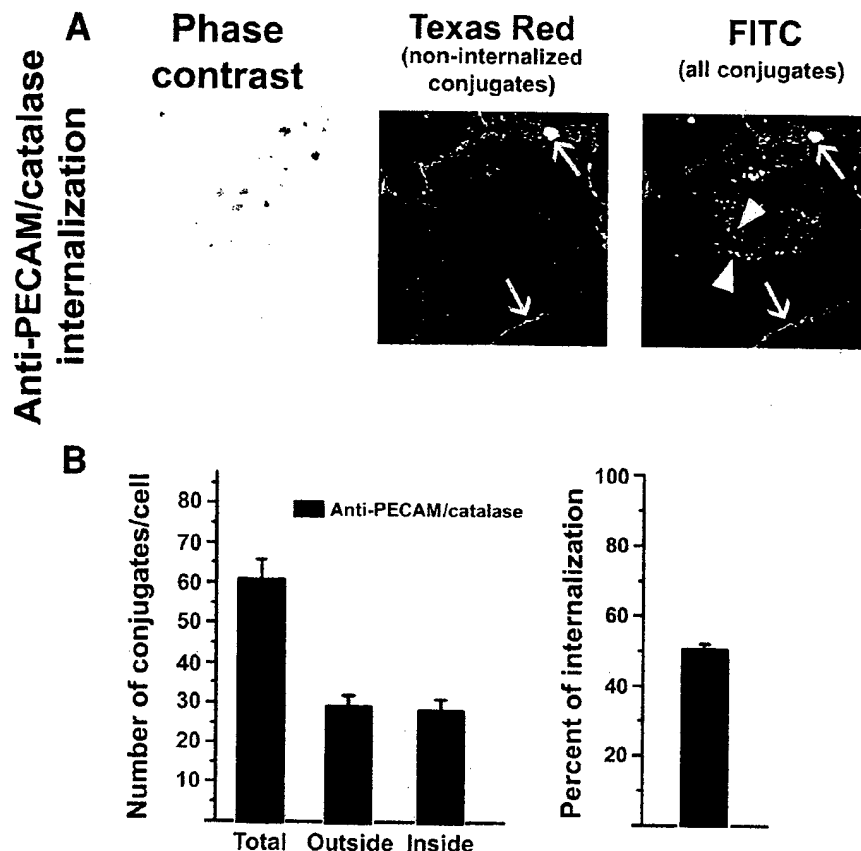 A
Phase contrast
Texas Red
(non-internalized conjugates)
FITC
(all conjugates)
Anti-PECAM/catalase internalization
B
Number of conjugates/cell
80
70
60
50
40
30
20
10
Anti-PECAM/catalase
Total Outside Inside
Percent of internalization
100
80
60
40
20